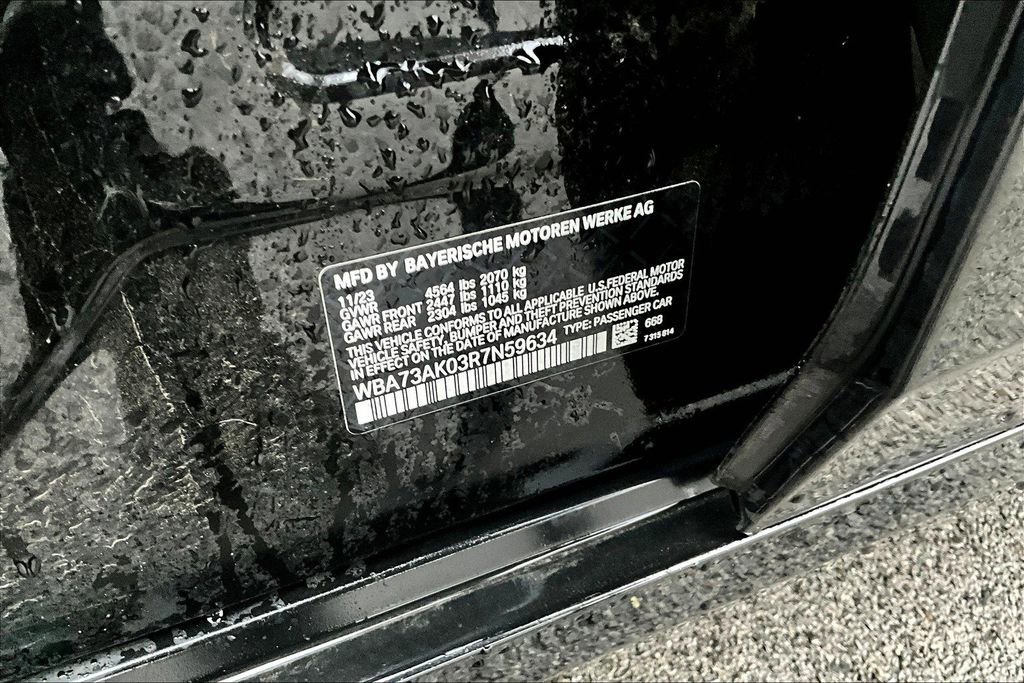 MFD BY BAYERISCHE MOTOREN WERKE AG
11/23
GVWR 4564 lbs 2070 kg
GAWR FRONT 2447 lbs 1110 kg
GAWR REAR 2304 lbs 1045 kg
THIS VEHICLE CONFORMS TO ALL APPLICABLE U.S.FEDERAL MOTOR
VEHICLE SAFETY, BUMPER AND THEFT PREVENTION STANDARDS
IN EFFECT ON THE DATE OF MANUFACTURE SHOWN ABOVE.
WBA73AK03R7N59634 TYPE: PASSENGER CAR
668
7 315 814